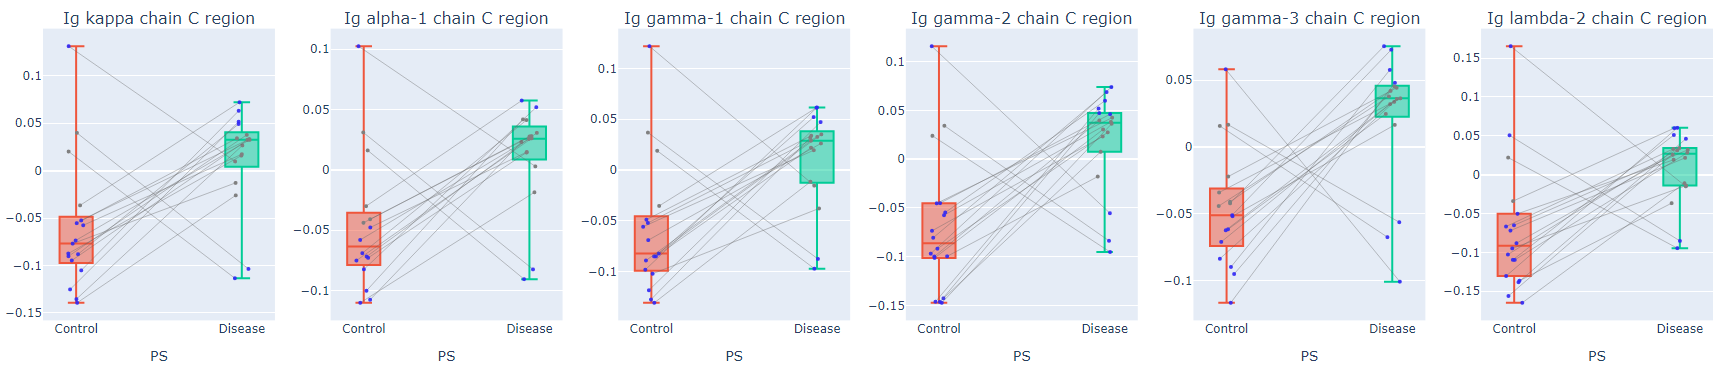 Ig kappa chain C region
0.1
0.05
0
−0.05
−0.1
−0.15
Control Disease
PS
Ig alpha-1 chain C region
0.1
0.05
0
−0.05
−0.1
Control Disease
PS
Ig gamma-1 chain C region
0.1
0.05
0
−0.05
−0.1
Control Disease
PS
Ig gamma-2 chain C region
0.1
0.05
0
−0.05
−0.1
−0.15
Control Disease
PS
Ig gamma-3 chain C region
0.05
0
−0.05
−0.1
Control Disease
PS
Ig lambda-2 chain C region
0.15
0.1
0.05
0
−0.05
−0.1
−0.15
Control Disease
PS